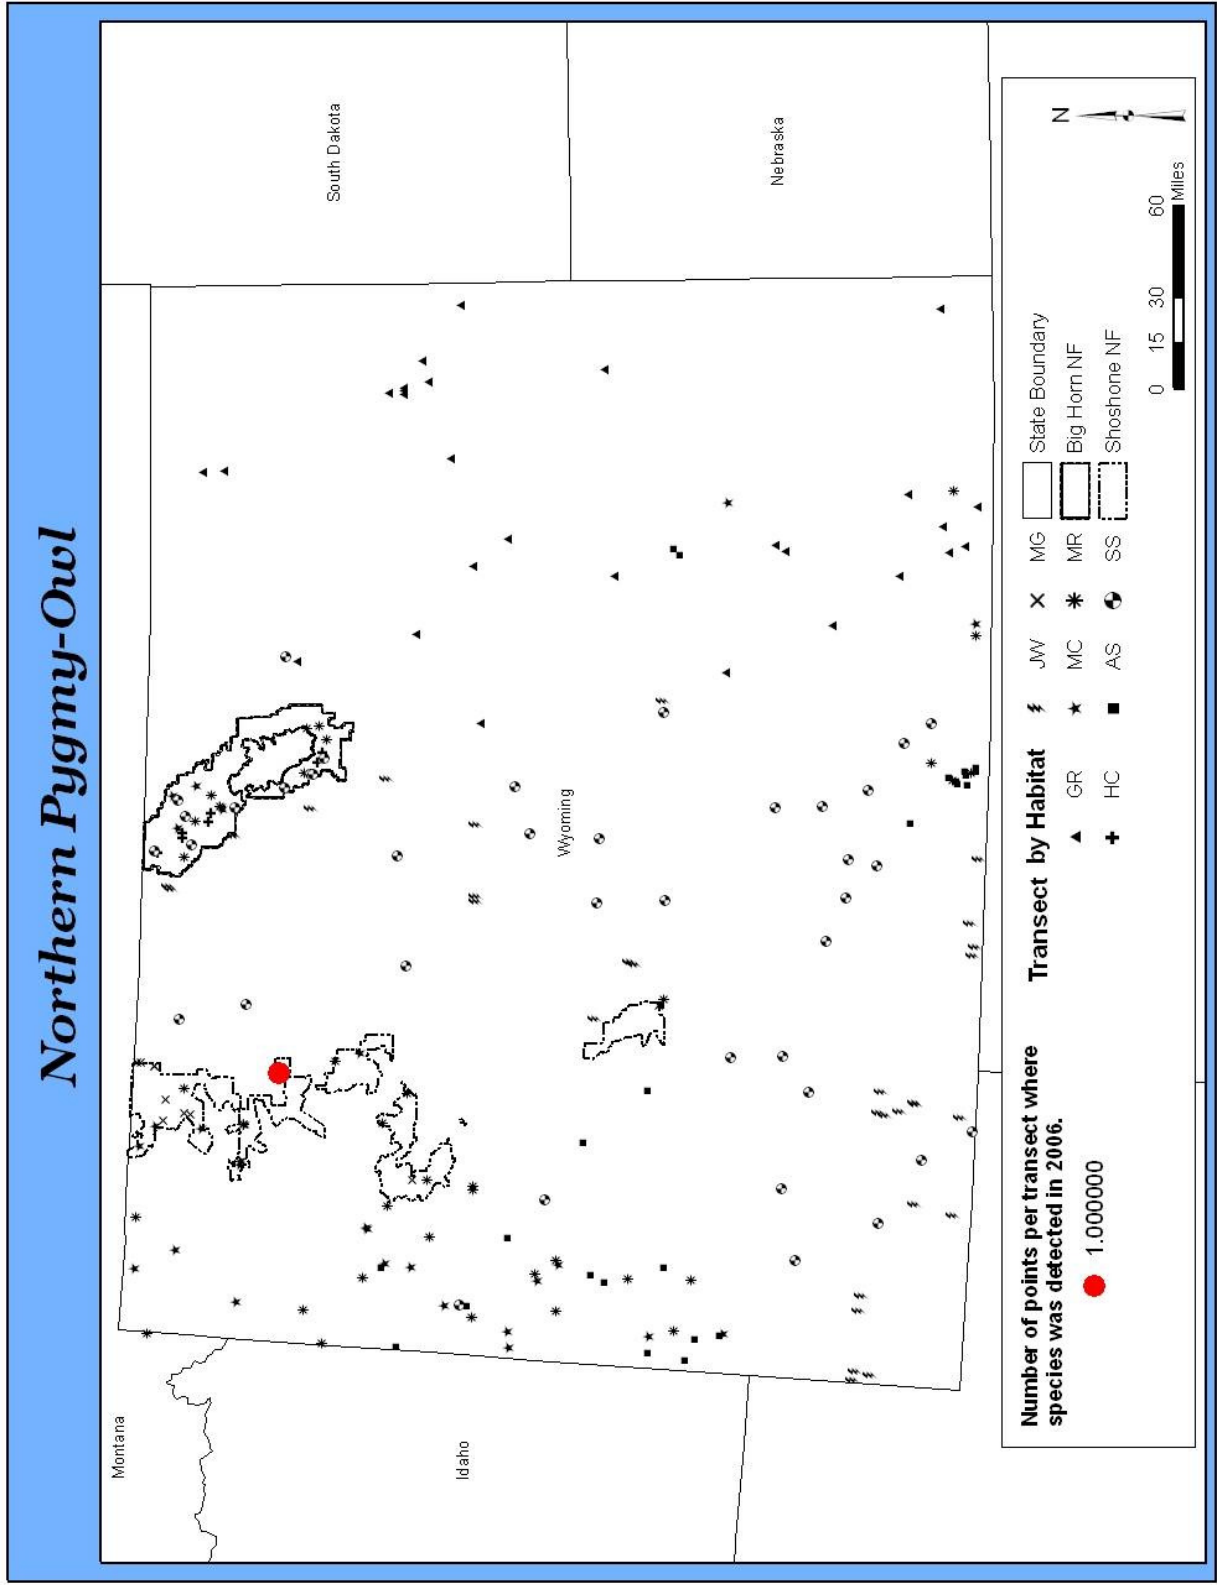 Northern Pygmy-Owl
Montana
South Dakota
Idaho
Wyoming
Nebraska
Number of points per transect where
species was detected in 2006.
1.000000
Transect by Habitat
GR
JW
MG
HC
MC
MR
AS
SS
State Boundary
Big Horn NF
Shoshone NF
N
0 15 30 60
Miles